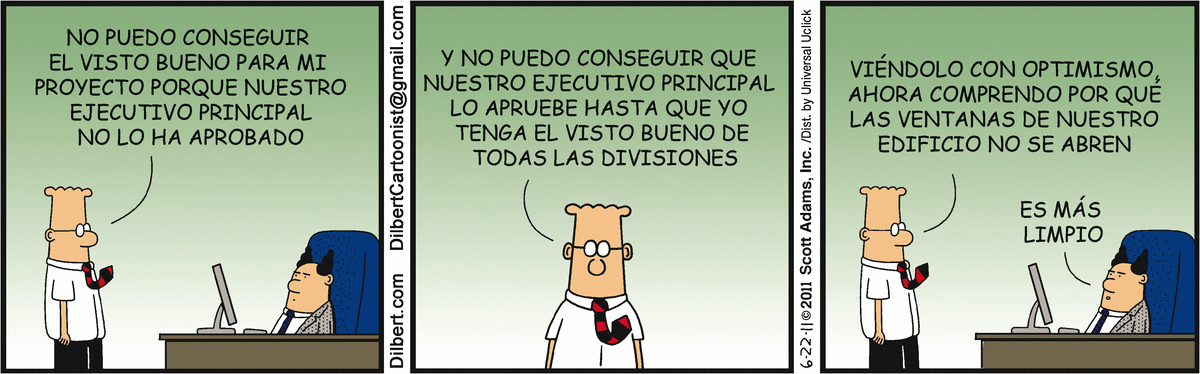 NO PUEDO CONSEGUIR
EL VISTO BUENO PARA MI
PROYECTO PORQUE NUESTRO
EJECUTIVO PRINCIPAL
NO LO HA APROBADO
DilbertCartoonist@gmail.com
Dilbert.com
Y NO PUEDO CONSEGUIR QUE
NUESTRO EJECUTIVO PRINCIPAL
LO APRUEBE HASTA QUE YO
TENGA EL VISTO BUENO DE
TODAS LAS DIVISIONES
6-22-11 ©2011 Scott Adams, Inc. /Dist. by Universal Uclick
VIÉNDOLO CON OPTIMISMO,
AHORA COMPRENDO POR QUÉ
LAS VENTANAS DE NUESTRO
EDIFICIO NO SE ABREN
ES MÁS
LIMPIO